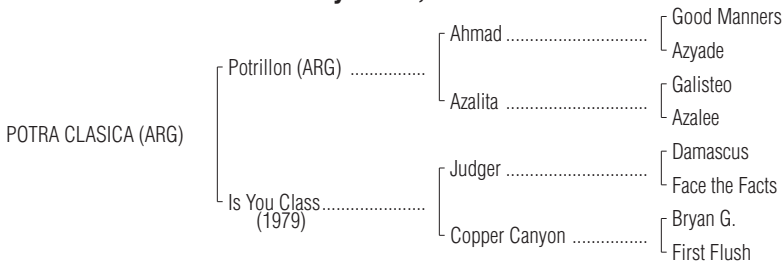 Ahmad ........................................
Good Manners
Azyade
Potrillon (ARG) ................
Azalita ........................................
Galisteo
Azalee
POTRA CLASICA (ARG)
Judger ........................................
Damascus
Face the Facts
Is You Class ......................
(1979)
Copper Canyon .....................
Bryan G.
First Flush